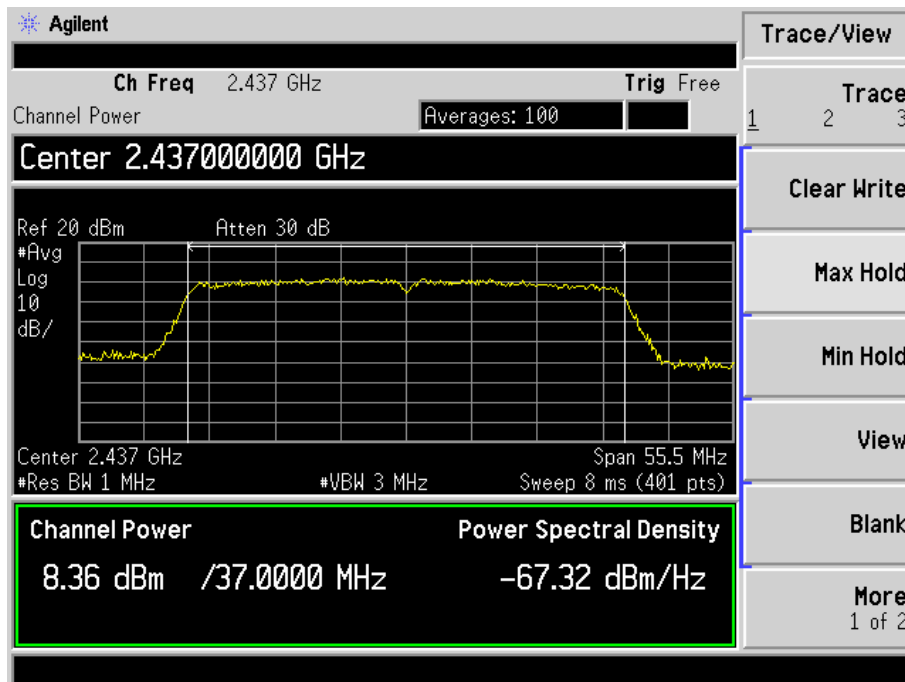 Agilent
Trace/View
Ch Freq 2.437 GHz Trig Free
Channel Power Averages: 100
Trace
1 2 3
Center 2.437000000 GHz
Clear Write
Ref 20 dBm Atten 30 dB
#Avg
Log
10
dB/
Max Hold
Min Hold
View
Center 2.437 GHz Span 55.5 MHz
#Res BW 1 MHz #VBW 3 MHz Sweep 8 ms (401 pts)
Channel Power Power Spectral Density
8.36 dBm /37.0000 MHz -67.32 dBm/Hz
Blank
More
1 of 2